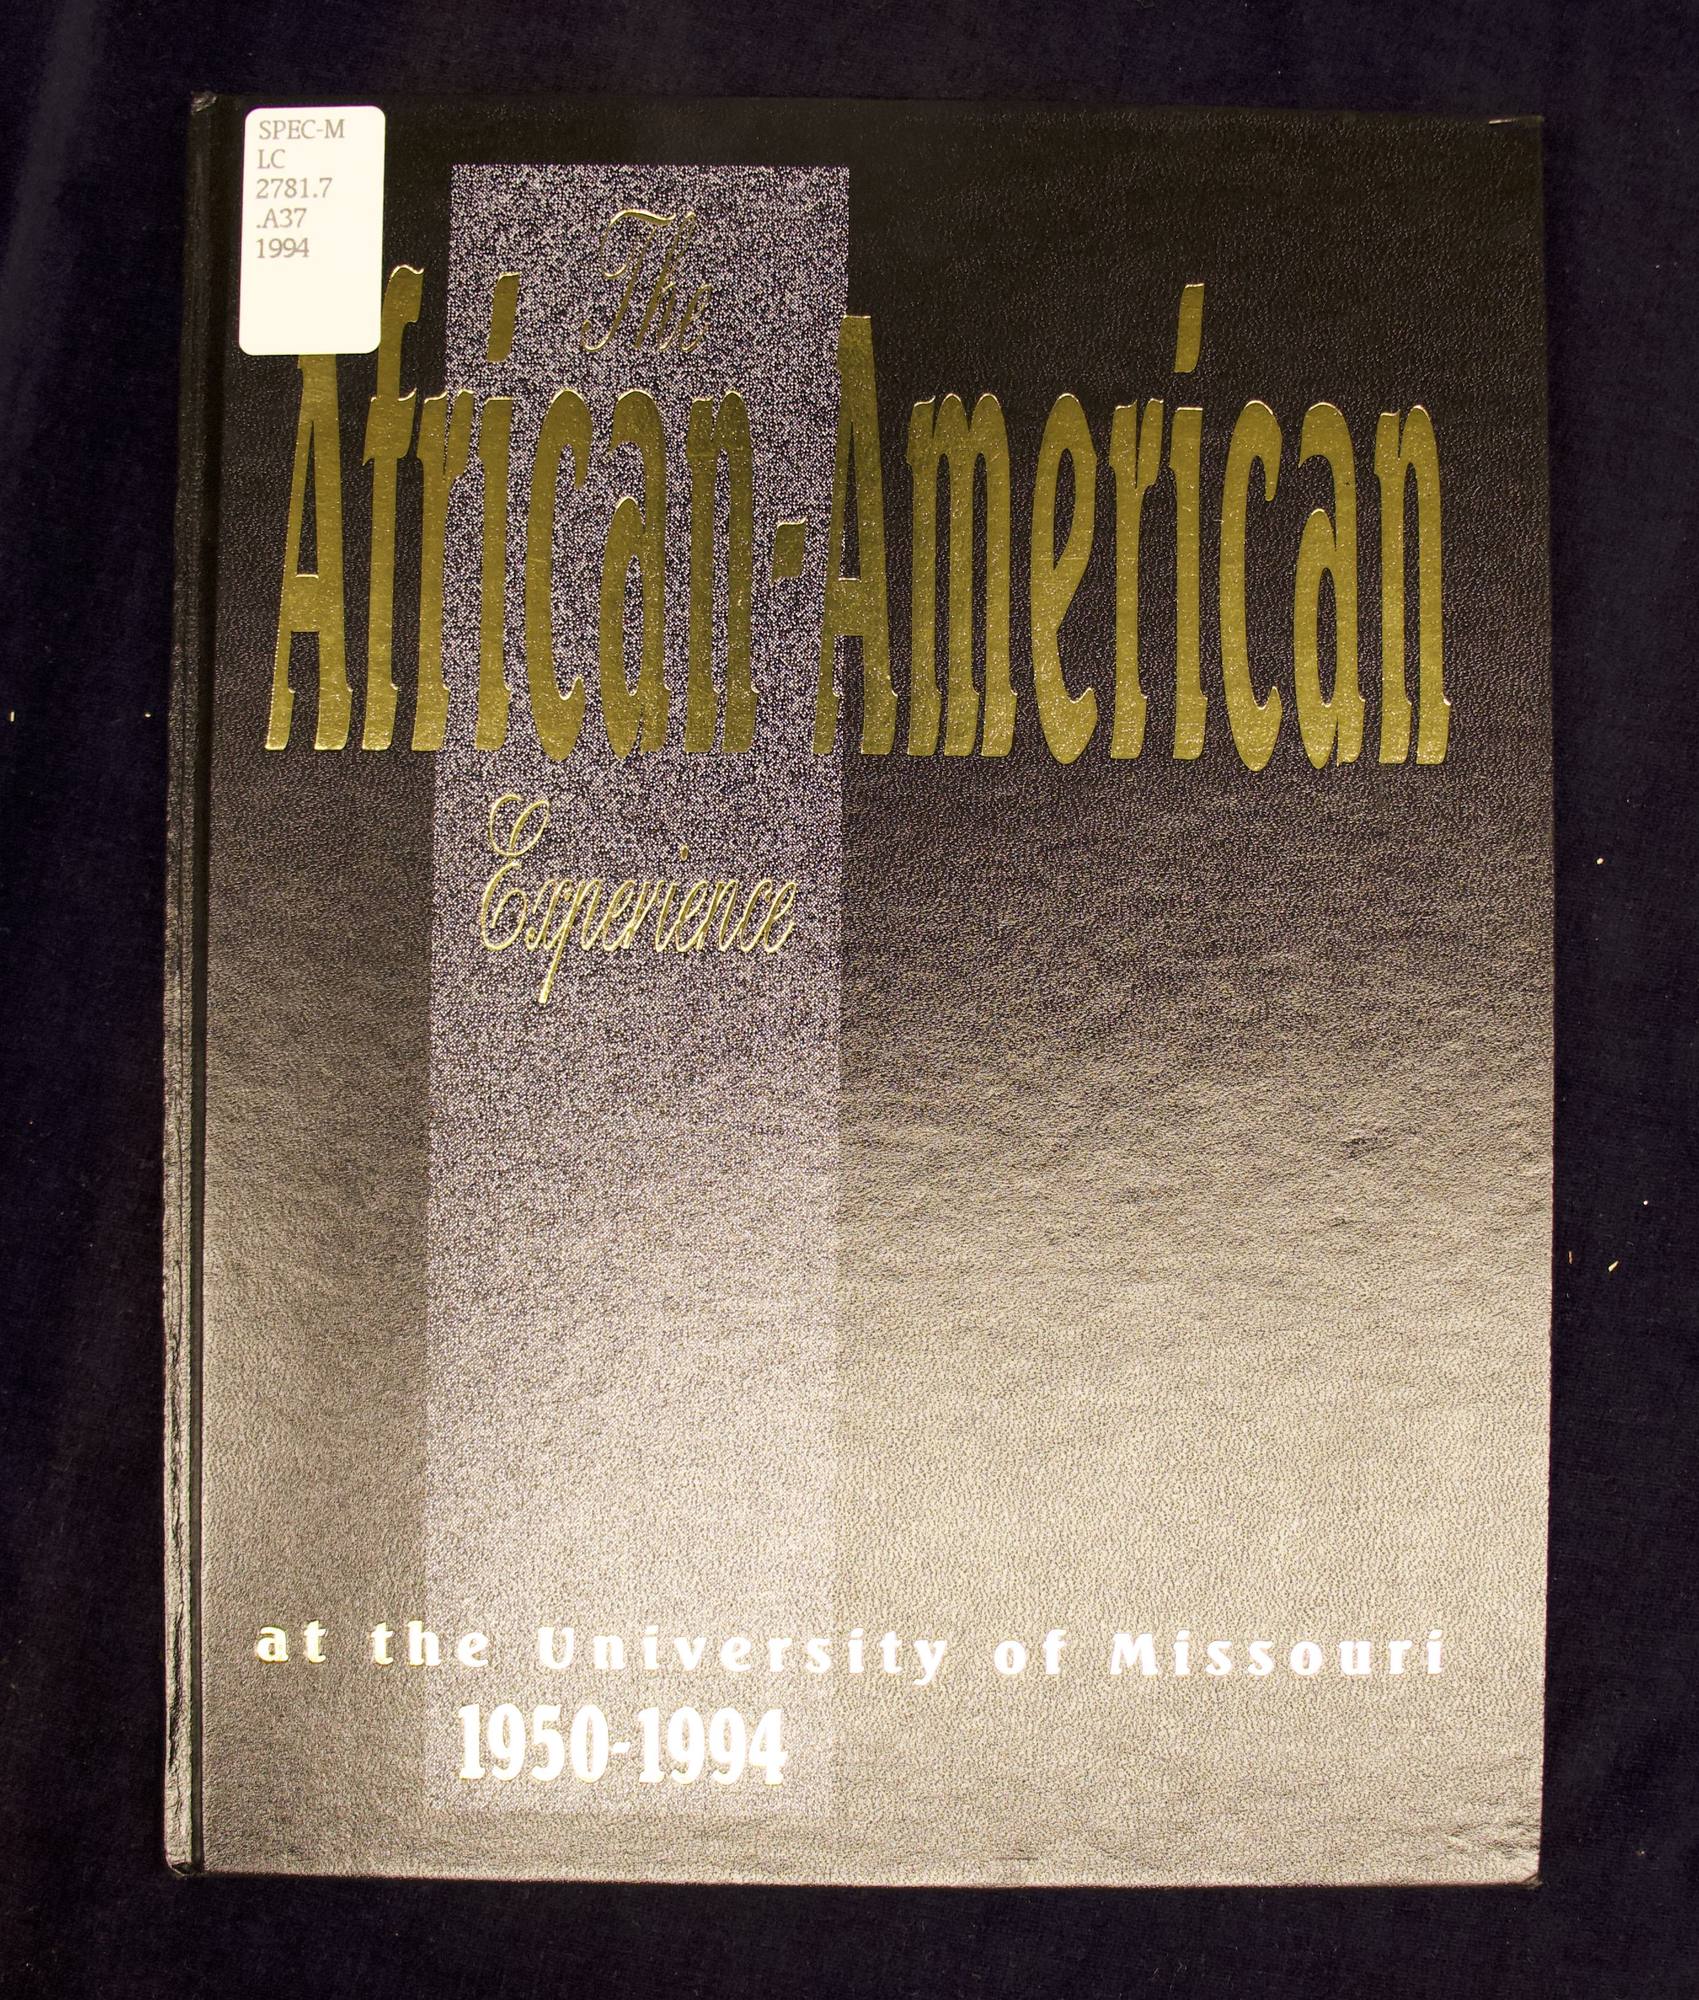 SPEC-M
LC
2781.7
.A37
1994
The
African-American
Experience
at the University of Missouri
1950-1994